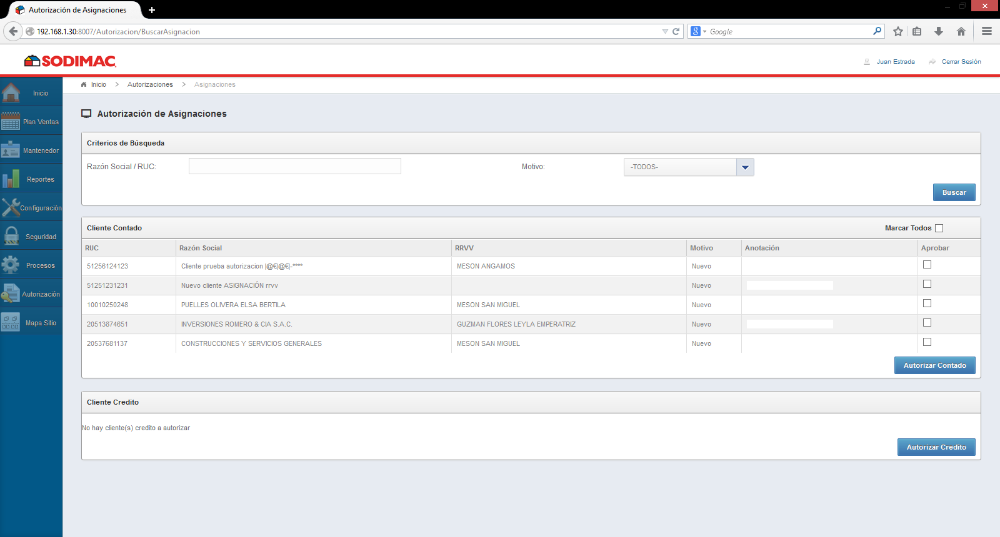 Autorización de Asignaciones
192.168.1.30:8007/Autorizacion/BuscarAsignacion
8 Google
SODIMAC
Juan Estrada Cerrar Sesión
Inicio > Autorizaciones > Asignaciones
Inicio
Plan Ventas
Mantenedor
Reportes
Configuración
Seguridad
Procesos
Autorización
Mapa Sitio
Autorización de Asignaciones
Criterios de Búsqueda
Razón Social / RUC: Motivo: -TODOS-
Buscar
Cliente Contado Marcar Todos
RUC Razón Social RRVV Motivo Anotación Aprobar
51256124123 Cliente prueba autorizacion |@€|@€|-**** MESON ANGAMOS Nuevo
51251231231 Nuevo cliente ASIGNACIÓN rrvv Nuevo
10010250248 PUELLES OLIVERA ELSA BERTILA MESON SAN MIGUEL Nuevo
20513874651 INVERSIONES ROMERO & CIA S.A.C. GUZMAN FLORES LEYLA EMPERATRIZ Nuevo
20537681137 CONSTRUCCIONES Y SERVICIOS GENERALES MESON SAN MIGUEL Nuevo
Autorizar Contado
Cliente Credito
No hay cliente(s) credito a autorizar
Autorizar Credito